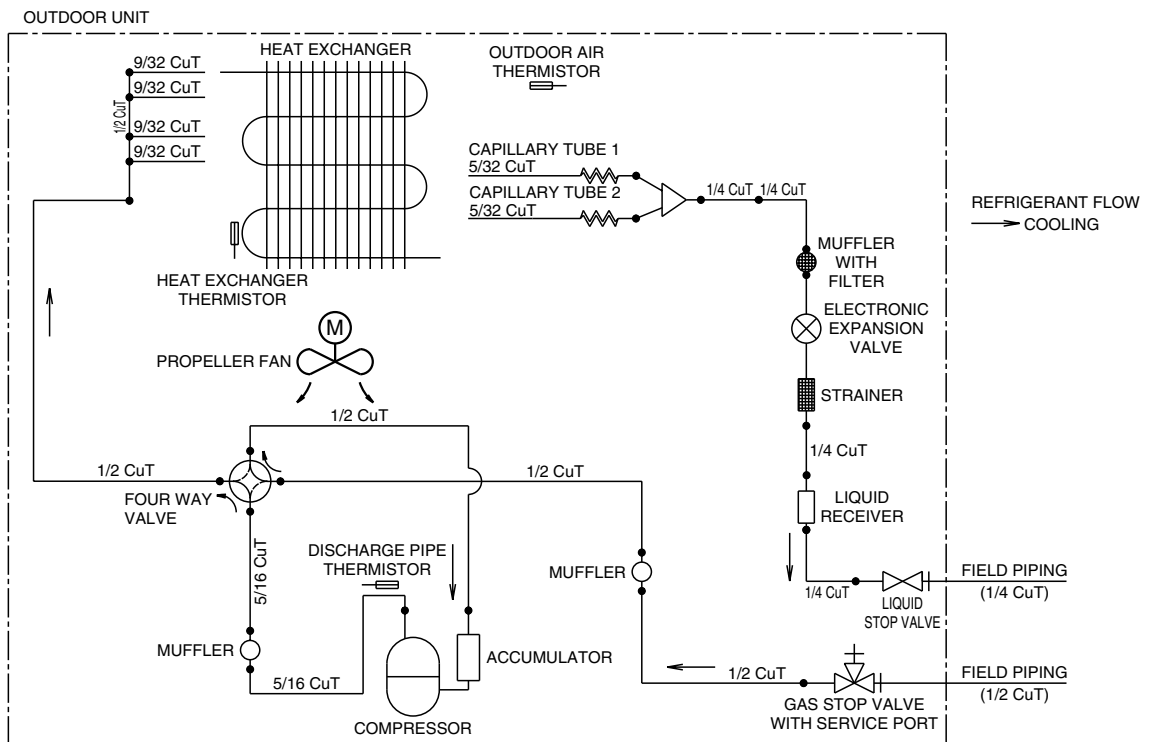 OUTDOOR UNIT
HEAT EXCHANGER
OUTDOOR AIR
THERMISTOR
9/32 CuT
9/32 CuT
1/2 CuT
9/32 CuT
9/32 CuT
CAPILLARY TUBE 1
5/32 CuT
CAPILLARY TUBE 2
5/32 CuT
1/4 CuT
1/4 CuT
REFRIGERANT FLOW
COOLING
MUFFLER
WITH
FILTER
HEAT EXCHANGER
THERMISTOR
ELECTRONIC
EXPANSION
VALVE
M
PROPELLER FAN
STRAINER
1/2 CuT
1/4 CuT
1/2 CuT
1/2 CuT
FOUR WAY
VALVE
LIQUID
RECEIVER
5/16 CuT
DISCHARGE PIPE
THERMISTOR
MUFFLER
FIELD PIPING
(1/4 CuT)
1/4 CuT
LIQUID
STOP VALVE
MUFFLER
ACCUMULATOR
5/16 CuT
COMPRESSOR
1/2 CuT
FIELD PIPING
(1/2 CuT)
GAS STOP VALVE
WITH SERVICE PORT